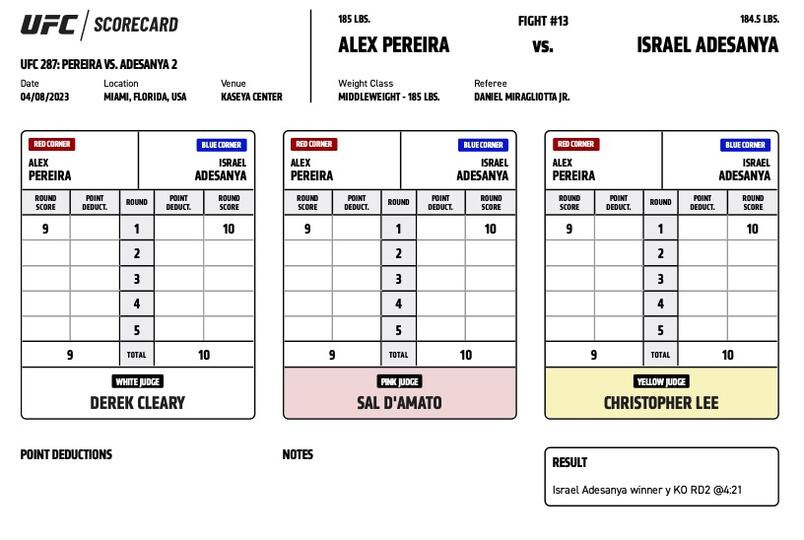 UFC / SCORECARD
UFC 287: PEREIRA VS. ADESANYA 2
Date Location Venue
04/08/2023 MIAMI, FLORIDA, USA KASEYA CENTER
185 LBS. FIGHT #13 184.5 LBS.
ALEX PEREIRA VS. ISRAEL ADESANYA
Weight Class Referee
MIDDLEWEIGHT - 185 LBS. DANIEL MIRAGLIOTTA JR.
RED CORNER BLUE CORNER
ALEX ISRAEL
PEREIRA ADESANYA
ROUND POINT ROUND POINT ROUND
SCORE DEDUCT. DEDUCT. SCORE
9 1 10
2
3
4
5
9 TOTAL 10
WHITE JUDGE
DEREK CLEARY
RED CORNER BLUE CORNER
ALEX ISRAEL
PEREIRA ADESANYA
ROUND POINT ROUND POINT ROUND
SCORE DEDUCT. DEDUCT. SCORE
9 1 10
2
3
4
5
9 TOTAL 10
PINK JUDGE
SAL D'AMATO
RED CORNER BLUE CORNER
ALEX ISRAEL
PEREIRA ADESANYA
ROUND POINT ROUND POINT ROUND
SCORE DEDUCT. DEDUCT. SCORE
9 1 10
2
3
4
5
9 TOTAL 10
YELLOW JUDGE
CHRISTOPHER LEE
POINT DEDUCTIONS
NOTES
RESULT
Israel Adesanya winner y KO RD2 @4:21